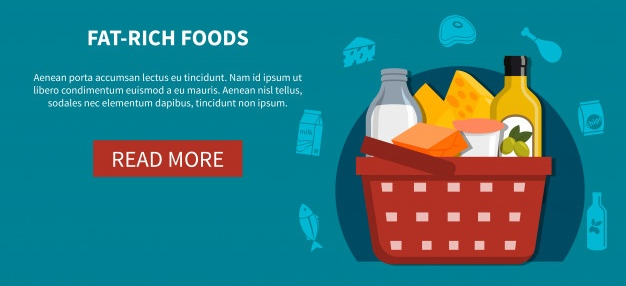 FAT-RICH FOODS
Aenean porta accumsan lectus eu tincidunt. Nam id ipsum ut
libero condimentum euismod a eu mauris. Aenean nisl tellus,
sodales nec elementum dapibus, tincidunt non ipsum.
READ MORE
milk